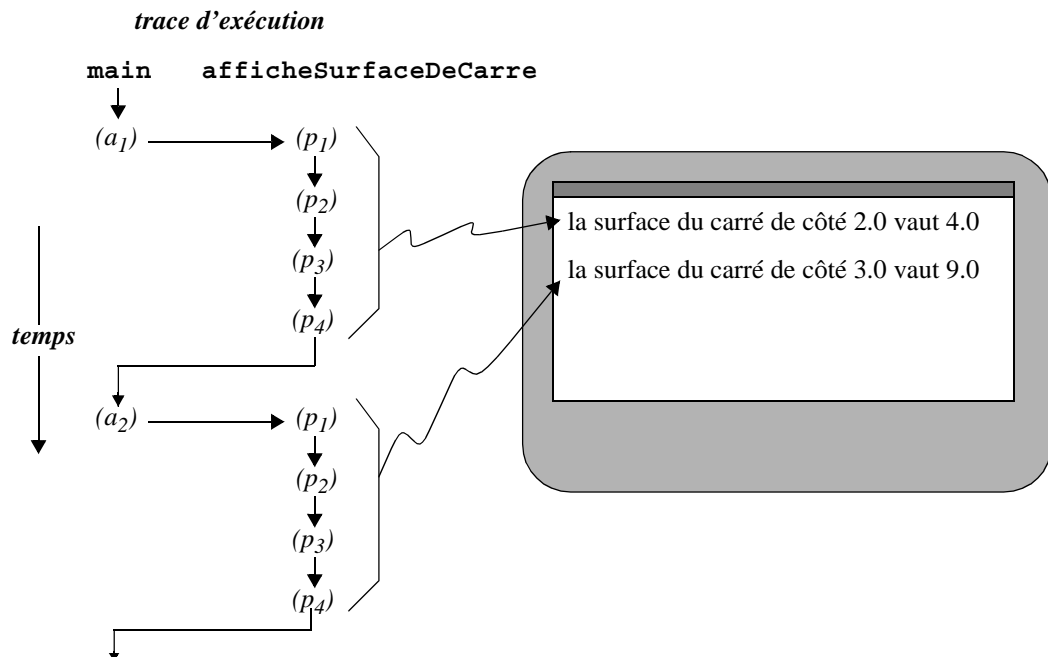 trace d'exécution
main afficheSurfaceDeCarre
(a1) (p1)
(p2)
la surface du carré de côté 2.0 vaut 4.0
(p3)
la surface du carré de côté 3.0 vaut 9.0
(p4)
temps
(a2) (p1)
(p2)
(p3)
(p4)